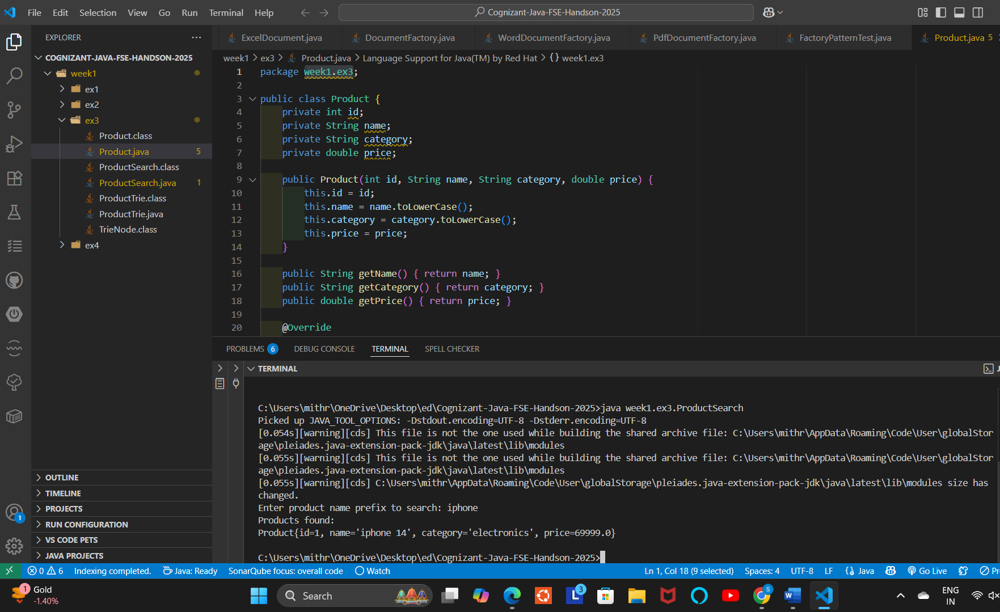 File Edit Selection View Go Run Terminal Help
Cognizant-Java-FSE-Handson-2025
EXPLORER
COGNIZANT-JAVA-FSE-HANDSON-2025
week1
ex1
ex2
ex3
Product.class
Product.java 5
ProductSearch.class
ProductSearch.java 1
ProductTrie.class
ProductTrie.java
TrieNode.class
ex4
OUTLINE
TIMELINE
PROJECTS
RUN CONFIGURATION
VS CODE PETS
JAVA PROJECTS
1
ExcelDocument.java DocumentFactory.java WordDocumentFactory.java PdfDocumentFactory.java FactoryPatternTest.java Product.java 5
week1 > ex3 > Product.java > Language Support for Java(TM) by Red Hat > {} week1.ex3
1 package week1.ex3;
2
3 public class Product {
4 private int id;
5 private String name;
6 private String category;
7 private double price;
8
9 public Product(int id, String name, String category, double price) {
10 this.id = id;
11 this.name = name.toLowerCase();
12 this.category = category.toLowerCase();
13 this.price = price;
14 }
15
16 public String getName() { return name; }
17 public String getCategory() { return category; }
18 public double getPrice() { return price; }
19
20 @Override
PROBLEMS 6 DEBUG CONSOLE TERMINAL SPELL CHECKER
TERMINAL
C:\Users\mithr\OneDrive\Desktop\ed\Cognizant-Java-FSE-Handson-2025>java week1.ex3.ProductSearch
Picked up JAVA_TOOL_OPTIONS: -Dstdout.encoding=UTF-8 -Dstderr.encoding=UTF-8
[0.054s][warning][cds] This file is not the one used while building the shared archive file: C:\Users\mithr\AppData\Roaming\Code\User\globalStor
age\pleiades.java-extension-pack-jdk\java\latest\lib\modules
[0.055s][warning][cds] This file is not the one used while building the shared archive file: C:\Users\mithr\AppData\Roaming\Code\User\globalStor
age\pleiades.java-extension-pack-jdk\java\latest\lib\modules
[0.055s][warning][cds] C:\Users\mithr\AppData\Roaming\Code\User\globalStorage\pleiades.java-extension-pack-jdk\java\latest\lib\modules size has
changed.
Enter product name prefix to search: iphone
Products found:
Product{id=1, name='iphone 14', category='electronics', price=69999.0}
C:\Users\mithr\OneDrive\Desktop\ed\Cognizant-Java-FSE-Handson-2025>
0 6 Indexing completed. Java: Ready SonarQube focus: overall code Watch Ln 1, Col 18 (9 selected) Spaces: 4 UTF-8 LF {} Java Go Live
1 Gold
-1.40%
Search
L 3
S
W
ENG
IN